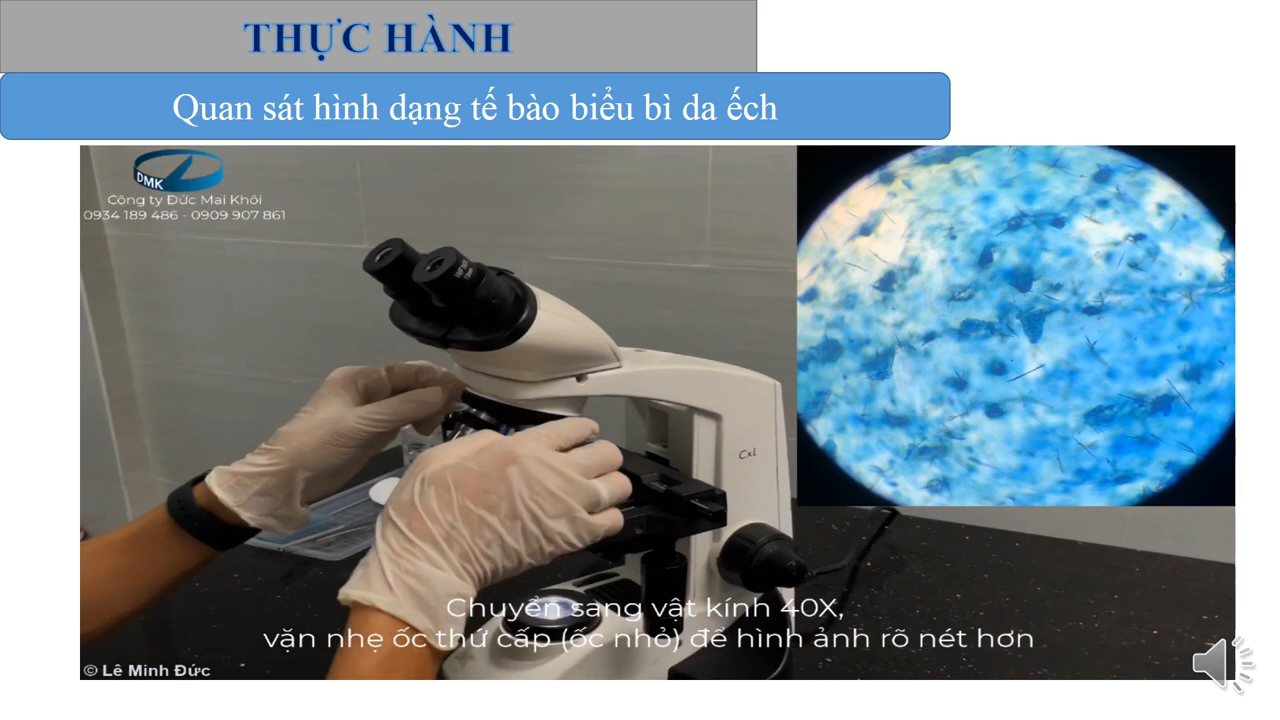 THỰC HÀNH
Quan sát hình dạng tế bào biểu bì da ếch
DMK
Công ty Đức Mai Khôi
0934 189 486 - 0909 907 861
Cxl
Chuyển sang vật kính 40X,
vặn nhẹ ốc thứ cấp (ốc nhỏ) để hình ảnh rõ nét hơn
© Lê Minh Đức